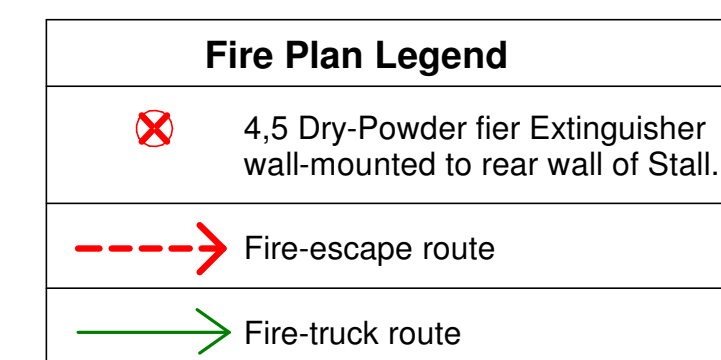 Fire Plan Legend
4,5 Dry-Powder fier Extinguisher
wall-mounted to rear wall of Stall.
Fire-escape route
Fire-truck route